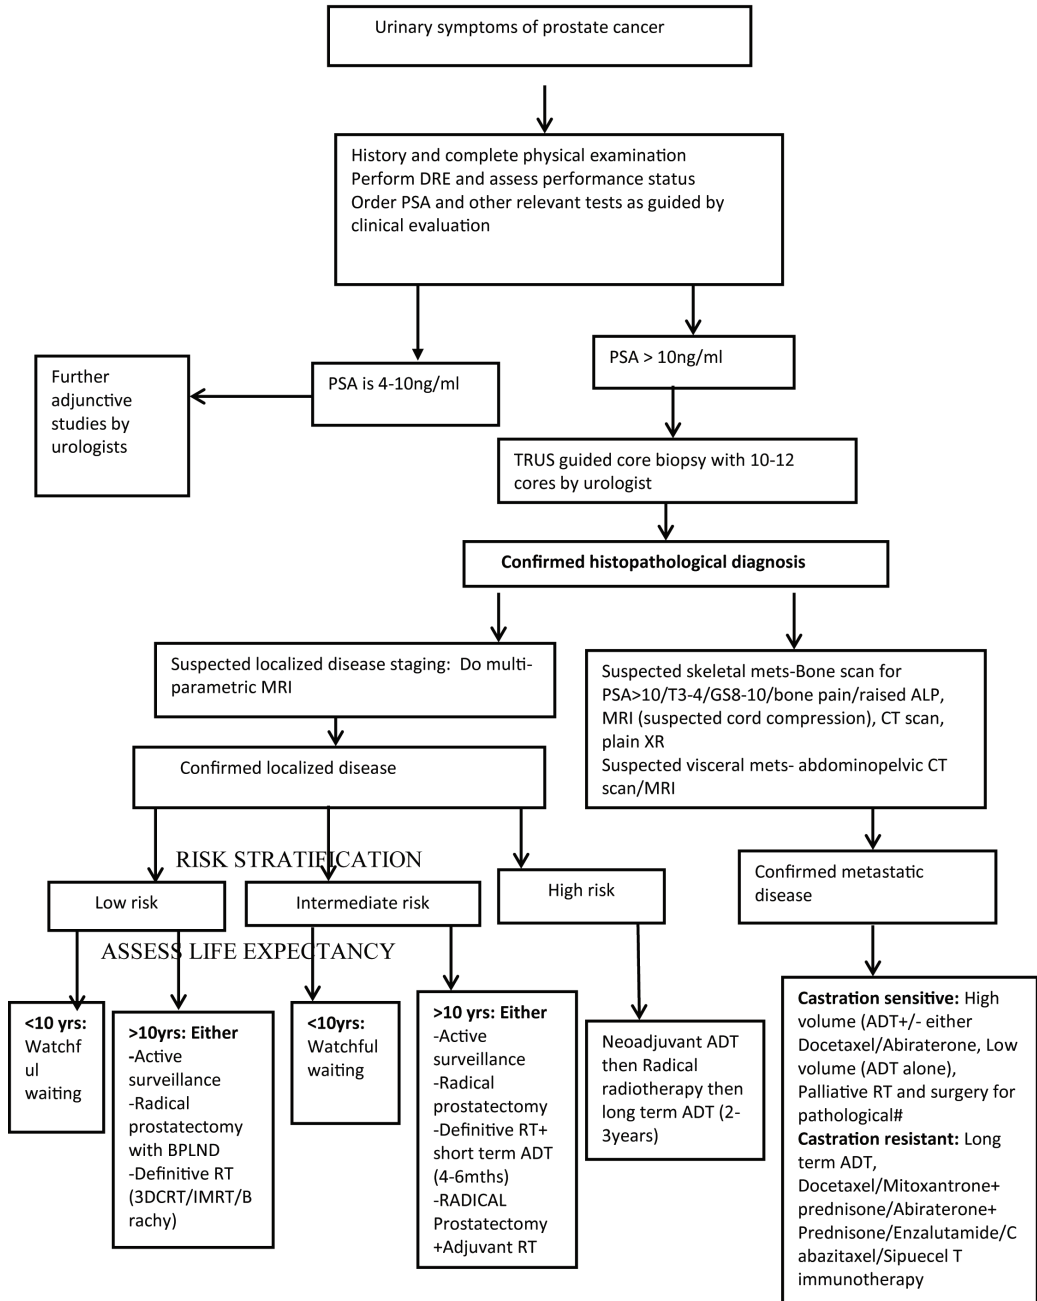 Urinary symptoms of prostate cancer
History and complete physical examination
Perform DRE and assess performance status
Order PSA and other relevant tests as guided by
clinical evaluation
PSA > 10ng/ml
Further
adjunctive
studies by
urologists
PSA is 4-10ng/ml
TRUS guided core biopsy with 10-12
cores by urologist
Confirmed histopathological diagnosis
Suspected localized disease staging: Do multi-
parametric MRI
Suspected skeletal mets-Bone scan for
PSA>10/T3-4/GS8-10/bone pain/raised ALP,
MRI (suspected cord compression), CT scan,
plain XR
Suspected visceral mets- abdominopelvic CT
scan/MRI
Confirmed localized disease
RISK STRATIFICATION
Low risk
Intermediate risk
High risk
Confirmed metastatic
disease
ASSESS LIFE EXPECTANCY
<10 yrs:
Watchf
ul
waiting
>10yrs: Either
-Active
surveillance
-Radical
prostatectomy
with BPLND
-Definitive RT
(3DCRT/IMRT/B
rachy)
<10yrs:
Watchful
waiting
>10 yrs: Either
-Active
surveillance
-Radical
prostatectomy
-Definitive RT+
short term ADT
(4-6mths)
-RADICAL
Prostatectomy
+Adjuvant RT
Neoadjuvant ADT
then Radical
radiotherapy then
long term ADT (2-
3years)
Castration sensitive: High
volume (ADT+/- either
Docetaxel/Abiraterone, Low
volume (ADT alone),
Palliative RT and surgery for
pathological#
Castration resistant: Long
term ADT,
Docetaxel/Mitoxantrone+
prednisone/Abiraterone+
Prednisone/Enzalutamide/C
abazitaxel/Sipuecel T
immunotherapy